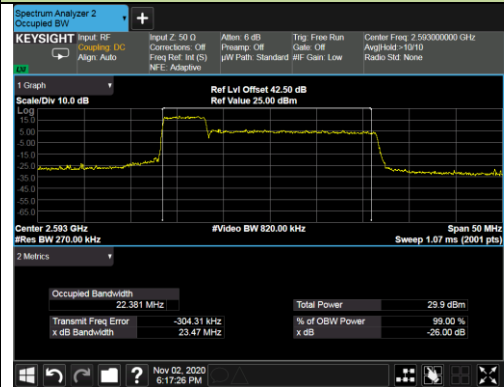 Spectrum Analyzer 2
Occupied BW
KEYSIGHT
Input: RF
Coupling: DC
Align: Auto
Input Z: 50 Ω
Corrections: Off
Freq Ref: Int (S)
NFE: Adaptive
Atten: 6 dB
Preamp: Off
µW Path: Standard
Trig: Free Run
Gate: Off
#IF Gain: Low
Center Freq: 2.593000000 GHz
Avg|Hold:>10/10
Radio Std: None
1 Graph
Scale/Div 10.0 dB
Ref Lvl Offset 42.50 dB
Ref Value 25.00 dBm
Log
15.0
5.00
-5.00
-15.0
-25.0
-35.0
-45.0
-55.0
-65.0
Center 2.593 GHz
#Res BW 270.00 kHz
#Video BW 820.00 kHz
Span 50 MHz
Sweep 1.07 ms (2001 pts)
2 Metrics
Occupied Bandwidth
22.381 MHz
Transmit Freq Error -304.31 kHz
x dB Bandwidth 23.47 MHz
Total Power 29.9 dBm
% of OBW Power 99.00 %
x dB -26.00 dB
?
Nov 02, 2020
6:17:26 PM